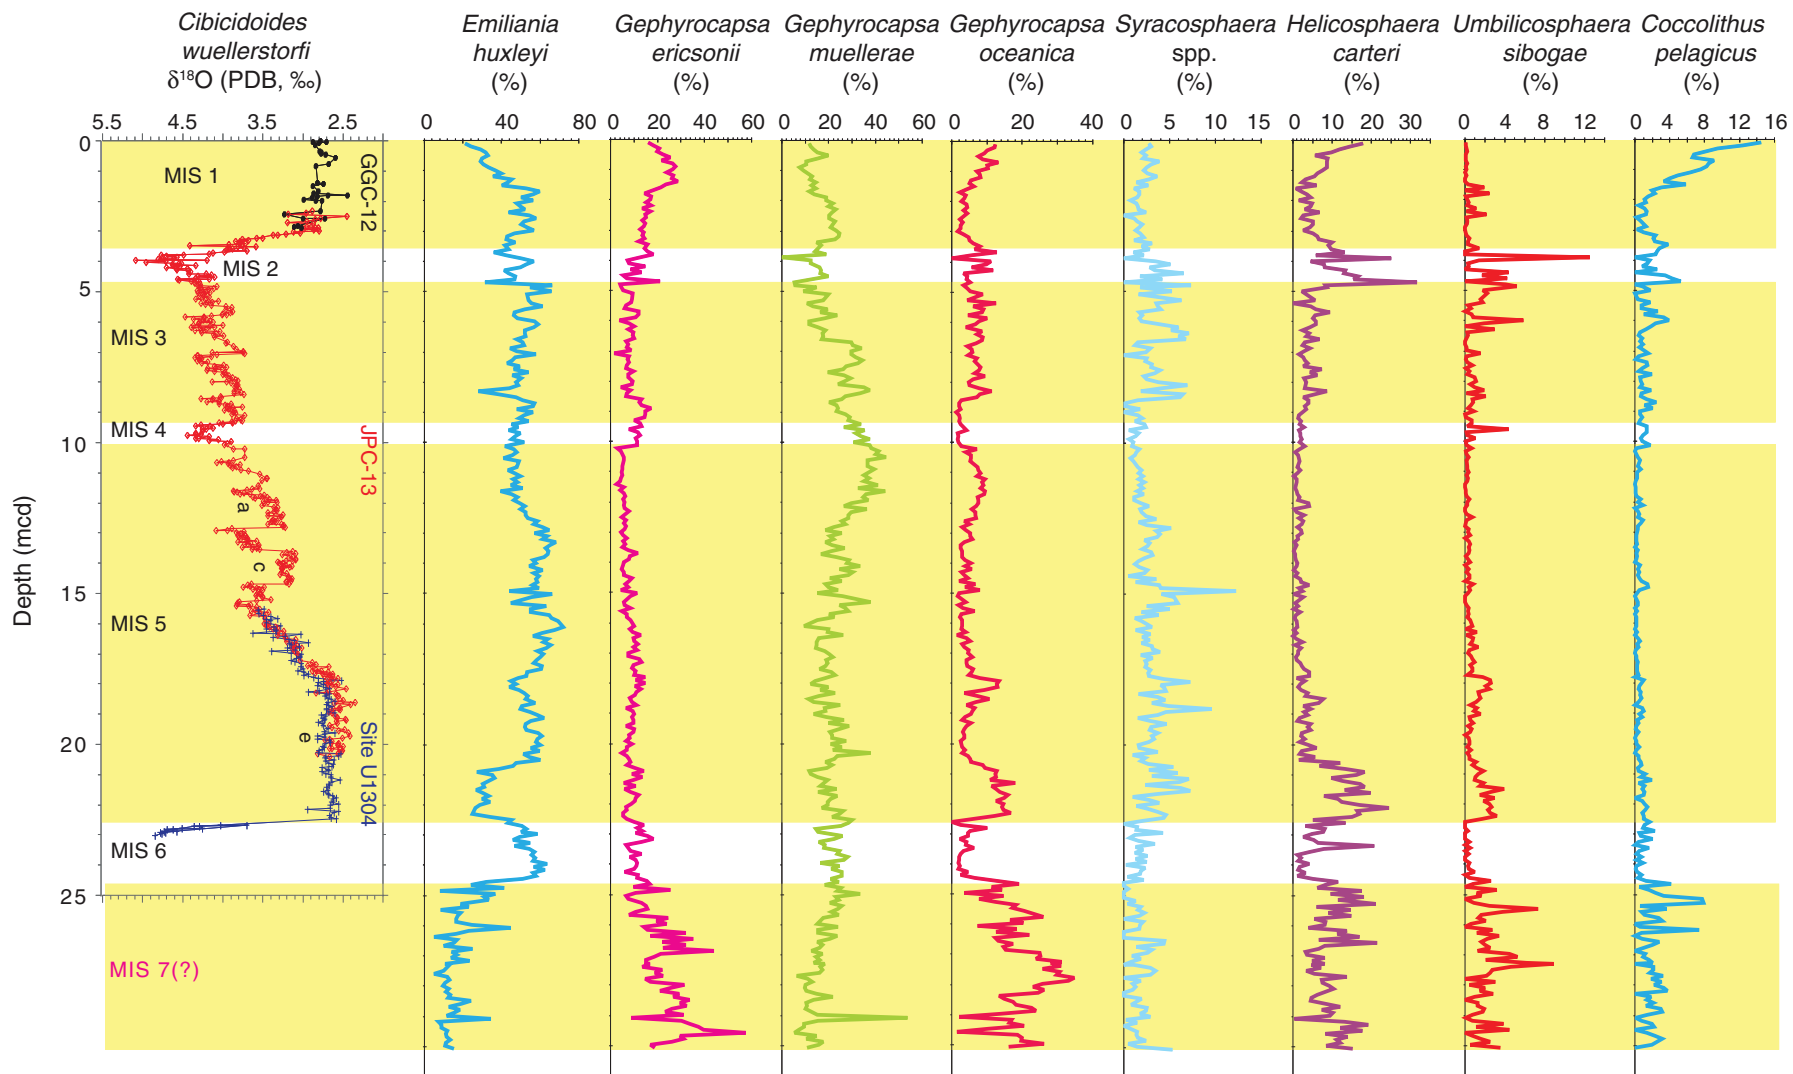 Cibicidoides
wuellerstorfi
δ18O (PDB, ‰)
Emiliania
huxleyi
(%)
Gephyrocapsa
ericsonii
(%)
Gephyrocapsa
muellerae
(%)
Gephyrocapsa
oceanica
(%)
Syracosphaera
spp.
(%)
Helicosphaera
carteri
(%)
Umbilicosphaera
sibogae
(%)
Coccolithus
pelagicus
(%)
5.5 4.5 3.5 2.5
0 40 80
0 20 40 60
0 20 40 60
0 20 40
0 5 10 15
0 10 20 30
0 4 8 12
0 4 8 12 16
0
5
10
15
20
25
Depth (mcd)
MIS 1
MIS 2
MIS 3
MIS 4
MIS 5
MIS 6
MIS 7(?)
a
c
e
GGC-12
JPC-13
Site U1304